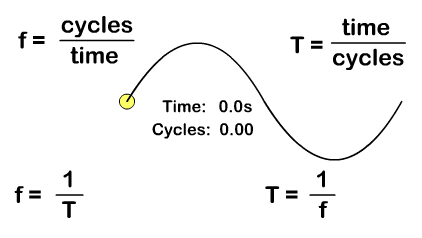 f = cycles / time
T = time / cycles
Time: 0.0s
Cycles: 0.00
f = 1 / T
T = 1 / f